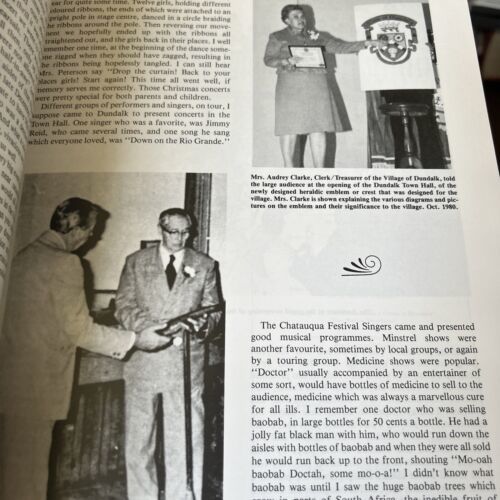 ear for quite some time. Twelve girls, holding different
oloured ribbons, the ends of which were attached to an
pright pole in stage centre, danced in a circle braiding
he ribbons around the pole. Then reversing our move-
ent we hopefully ended up with the ribbons all
raightened out, and the girls back in their places. I well
member one time, at the beginning of the dance some-
one zigged when they should have zagged, resulting in
e ribbons being hopelessly tangled. I can still hear
Mrs. Peterson say "Drop the curtain! Back to your
places girls! Start again! This time all went well, if
memory serves me correctly. Those Christmas concerts
were pretty special for both parents and children.
Different groups of performers and singers, on tour, I
suppose came to Dundalk to present concerts in the
Town Hall. One singer who was a favorite, was Jimmy
Reid, who came several times, and one song he sang
which everyone loved, was "Down on the Rio Grande."
Mrs. Audrey Clarke, Clerk/Treasurer of the Village of Dundalk, told
the large audience at the opening of the Dundalk Town Hall, of the
newly designed heraldic emblem or crest that was designed for the
village. Mrs. Clarke is shown explaining the various diagrams and pic-
tures on the emblem and their significance to the village. Oct. 1980.
The Chatauqua Festival Singers came and presented
good musical programmes. Minstrel shows were
another favourite, sometimes by local groups, or again
by a touring group. Medicine shows were popular.
"Doctor" usually accompanied by an entertainer of
some sort, would have bottles of medicine to sell to the
audience, medicine which was always a marvellous cure
for all ills. I remember one doctor who was selling
baobab, in large bottles for 50 cents a bottle. He had a
jolly fat black man with him, who would run down the
aisles with bottles of baobab and when they were all sold
he would run back up to the front, shouting "Mo-oah
baobab Doctah, some mo-o-a!" I didn't know what
baobab was until I saw the huge baobab trees which
grow in parts of South Africa, the inedible fruit of